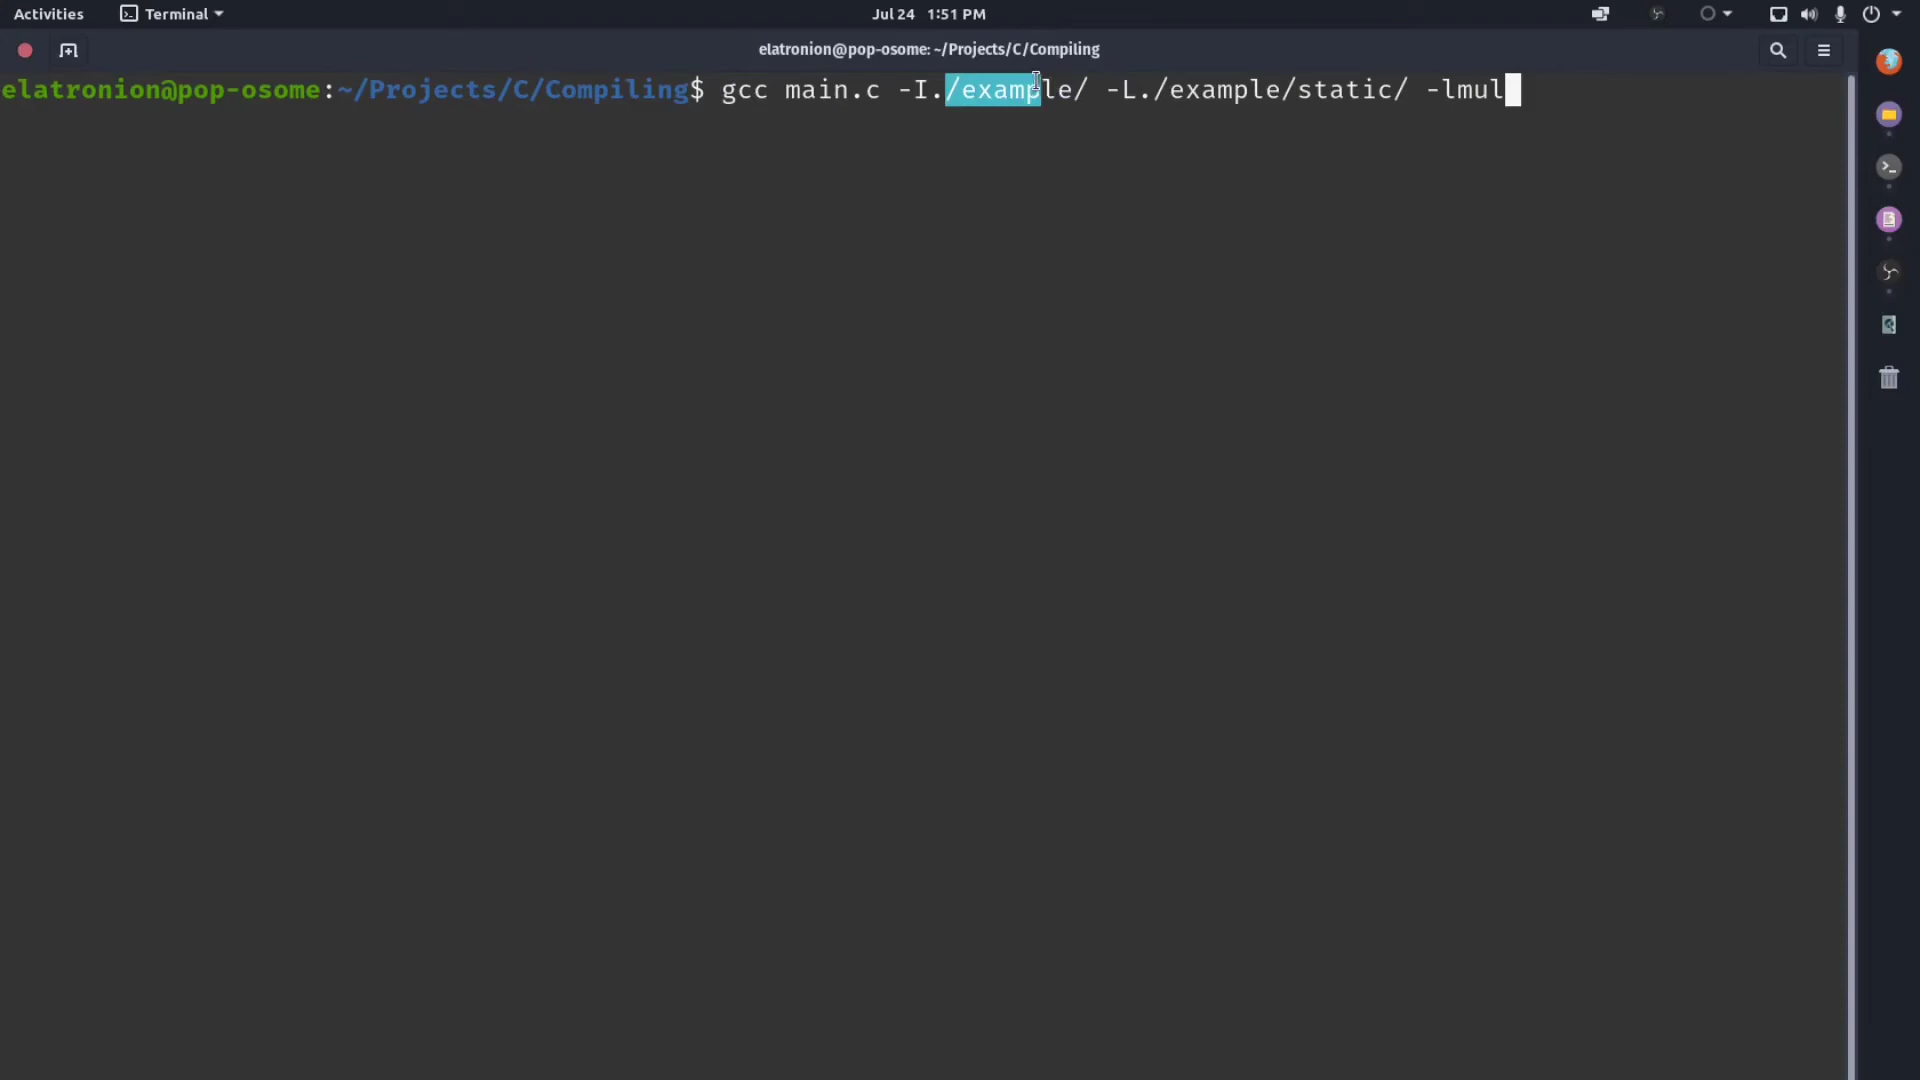 Activities Terminal Jul 24 1:51 PM
elatronion@pop-osome: ~/Projects/C/Compiling
elatronion@pop-osome:~/Projects/C/Compiling$ gcc main.c -I./example/ -L./example/static/ -lmul